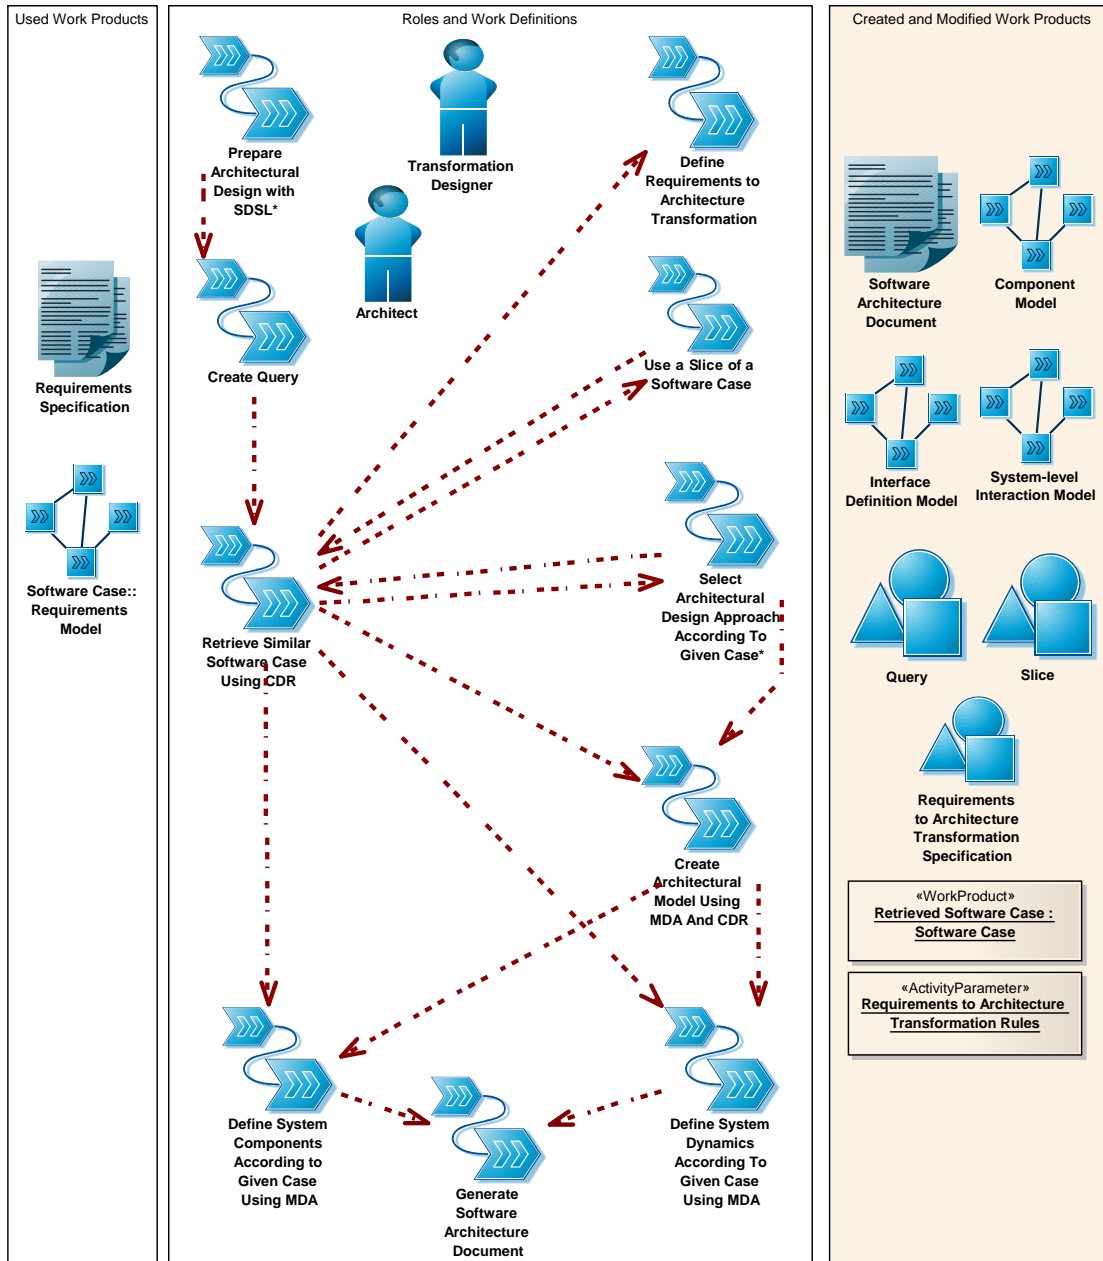 Used Work Products
Requirements
Specification
Software Case::
Requirements
Model
Roles and Work Definitions
Prepare
Architectural
Design with
SDSL*
Transformation
Designer
Define
Requirements to
Architecture
Transformation
Architect
Create Query
Use a Slice of a
Software Case
Retrieve Similar
Software Case
Using CDR
Select
Architectural
Design Approach
According To
Given Case*
Create
Architectural
Model Using
MDA And CDR
Define System
Components
According to
Given Case
Using MDA
Generate
Software
Architecture
Document
Define System
Dynamics
According To
Given Case
Using MDA
Created and Modified Work Products
Software
Architecture
Document
Component
Model
Interface
Definition Model
System-level
Interaction Model
Query
Slice
Requirements
to Architecture
Transformation
Specification
«WorkProduct»
Retrieved Software Case :
Software Case
«ActivityParameter»
Requirements to Architecture
Transformation Rules